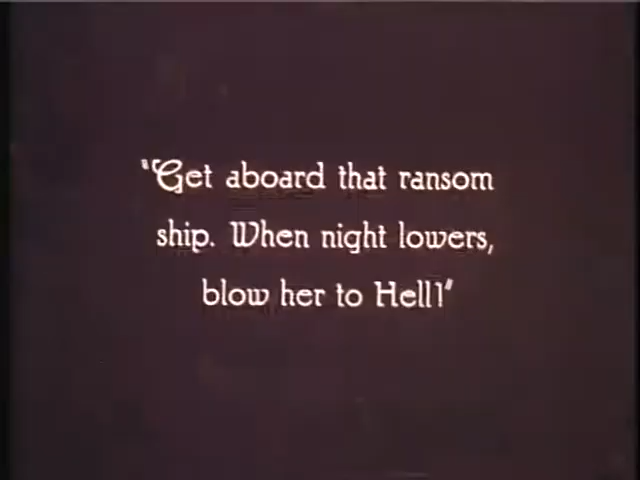 "Get aboard that ransom
ship. When night lowers,
blow her to Hell!"